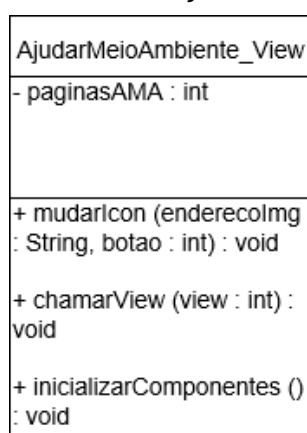 AjudarMeioAmbiente_View
- paginasAMA : int
+ mudarIcon (enderecoImg
: String, botao : int) : void
+ chamarView (view : int) :
void
+ inicializarComponentes ()
: void